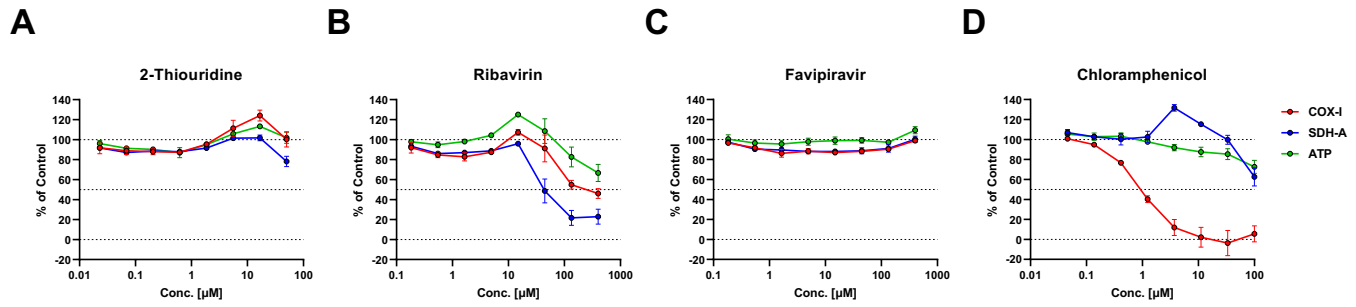 A
B
C
D
2-Thiouridine
Ribavirin
Favipiravir
Chloramphenicol
% of Control
140
120
100
80
60
40
20
0
-20
0.01
0.1
1
10
100
Conc. [µM]
% of Control
140
120
100
80
60
40
20
0
-20
0.1
1
10
100
1000
Conc. [µM]
% of Control
140
120
100
80
60
40
20
0
-20
0.1
1
10
100
1000
Conc. [µM]
% of Control
140
120
100
80
60
40
20
0
-20
0.01
0.1
1
10
100
Conc. [µM]
COX-I
SDH-A
ATP